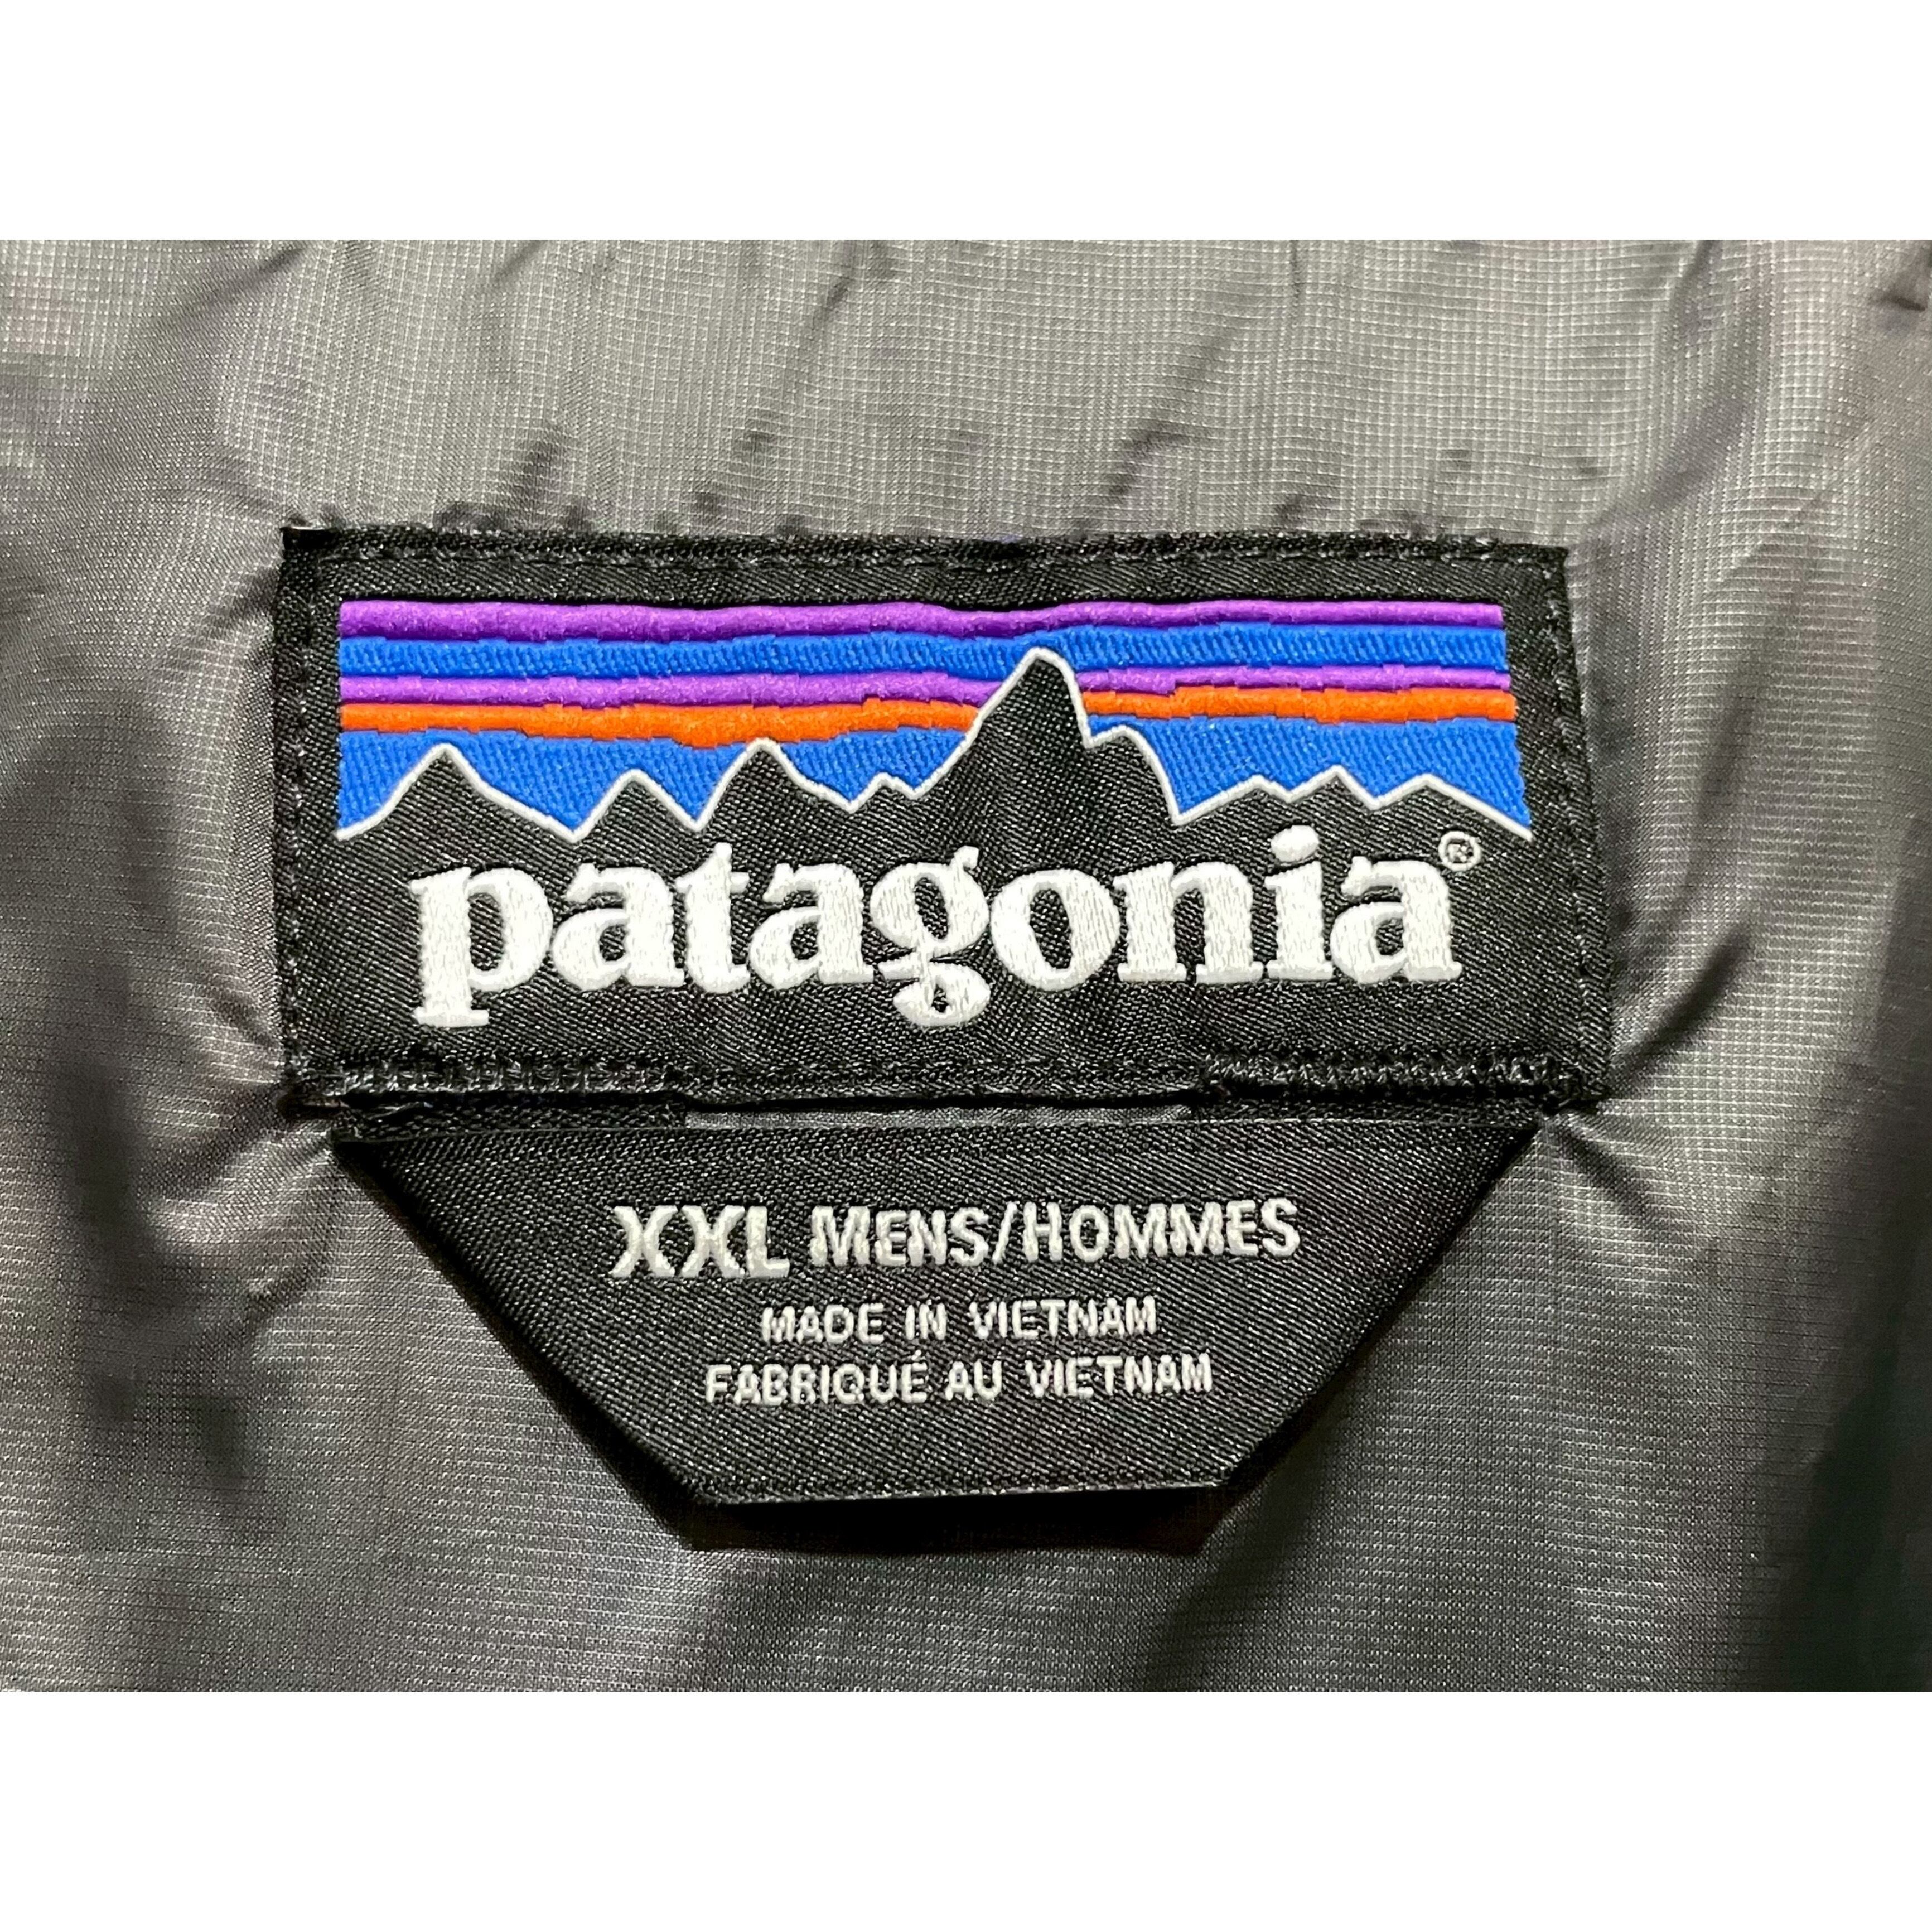 patagonia®
XXL MENS/HOMMES
MADE IN VIETNAM
FABRIQUÉ AU VIETNAM